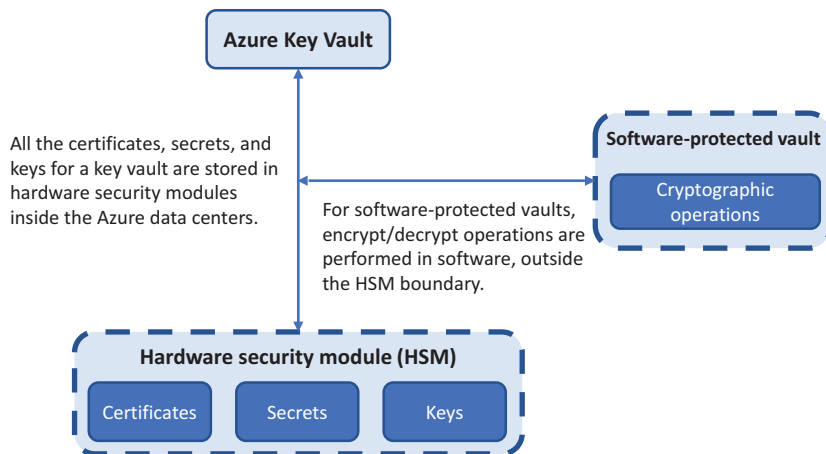 Azure Key Vault
All the certificates, secrets, and
keys for a key vault are stored in
hardware security modules
inside the Azure data centers.
Software-protected vault
Cryptographic
operations
For software-protected vaults,
encrypt/decrypt operations are
performed in software, outside
the HSM boundary.
Hardware security module (HSM)
Certificates
Secrets
Keys